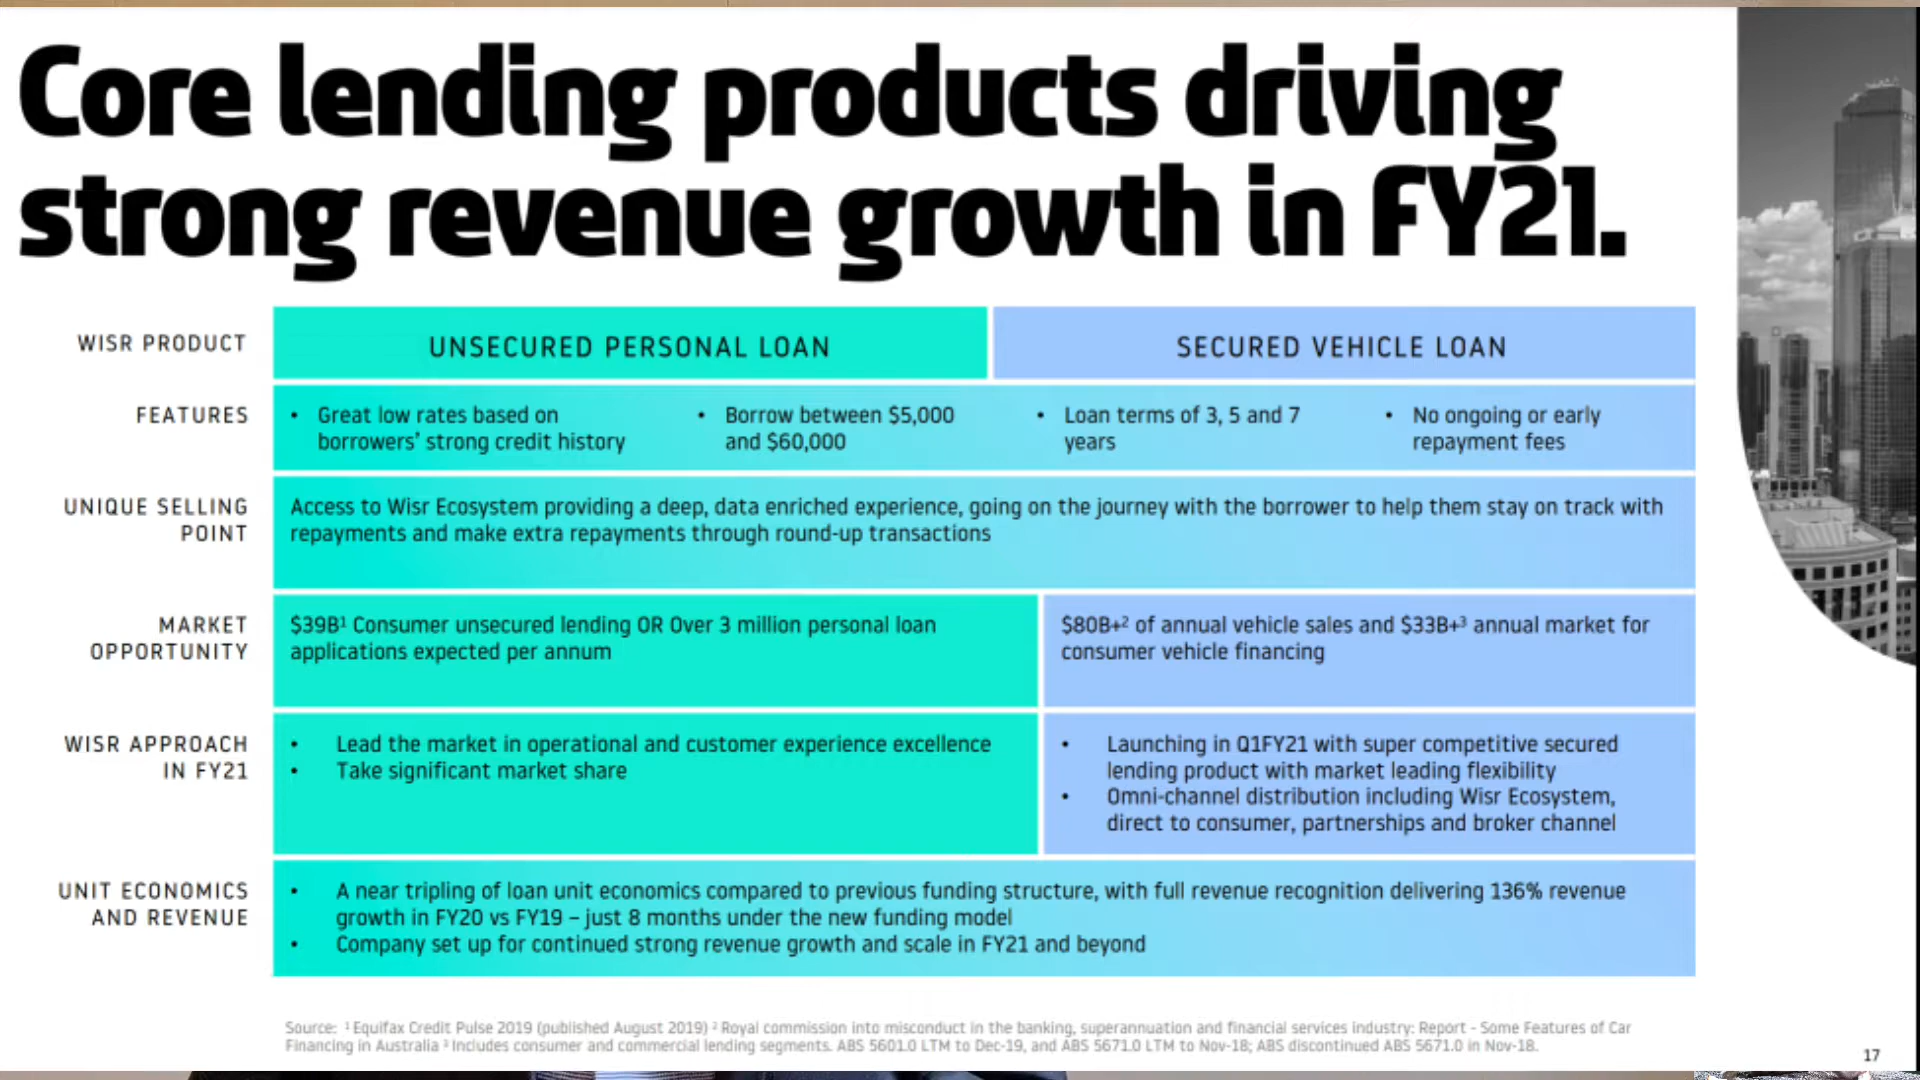 Core lending products driving
strong revenue growth in FY21.
WISR PRODUCT
UNSECURED PERSONAL LOAN
SECURED VEHICLE LOAN
FEATURES
• Great low rates based on
borrowers' strong credit history
• Borrow between $5,000
and $60,000
• Loan terms of 3, 5 and 7
years
• No ongoing or early
repayment fees
UNIQUE SELLING
POINT
Access to Wisr Ecosystem providing a deep, data enriched experience, going on the journey with the borrower to help them stay on track with
repayments and make extra repayments through round-up transactions
MARKET
OPPORTUNITY
$39B¹ Consumer unsecured lending OR Over 3 million personal loan
applications expected per annum
$80B+² of annual vehicle sales and $33B+³ annual market for
consumer vehicle financing
WISR APPROACH
IN FY21
• Lead the market in operational and customer experience excellence
• Take significant market share
• Launching in Q1FY21 with super competitive secured
lending product with market leading flexibility
• Omni-channel distribution including Wisr Ecosystem,
direct to consumer, partnerships and broker channel
UNIT ECONOMICS
AND REVENUE
• A near tripling of loan unit economics compared to previous funding structure, with full revenue recognition delivering 136% revenue
growth in FY20 vs FY19 – just 8 months under the new funding model
• Company set up for continued strong revenue growth and scale in FY21 and beyond
Source: ¹ Equifax Credit Pulse 2019 (published August 2019) ² Royal commission into misconduct in the banking, superannuation and financial services industry: Report - Some Features of Car
Financing in Australia ³ Includes consumer and commercial lending segments. ABS 5601.0 LTM to Dec-19, and ABS 5671.0 LTM to Nov-18; ABS discontinued ABS 5671.0 in Nov-18.
17